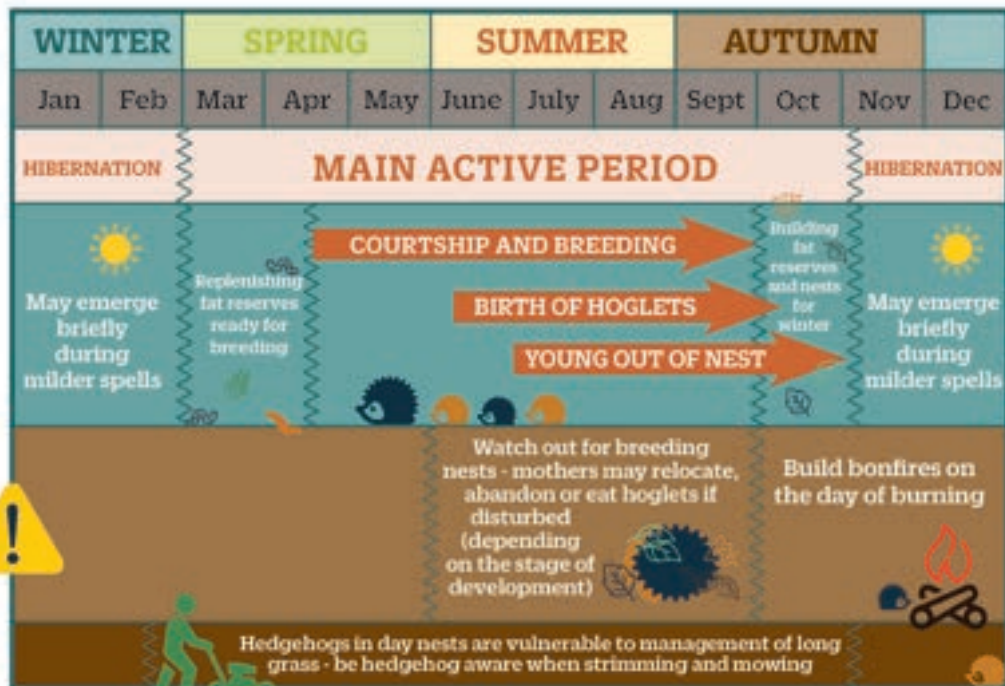 WINTER SPRING SUMMER AUTUMN
Jan Feb Mar Apr May June July Aug Sept Oct Nov Dec
HIBERNATION
MAIN ACTIVE PERIOD
HIBERNATION
May emerge
briefly
during
milder spells
Replenishing
fat reserves
ready for
breeding
COURTSHIP AND BREEDING
BIRTH OF HOGLETS
YOUNG OUT OF NEST
Building
fat
reserves
and nests
for
winter
May emerge
briefly
during
milder spells
!
Watch out for breeding
nests - mothers may relocate,
abandon or eat hoglets if
disturbed
(depending
on the stage of
development)
Build bonfires on
the day of burning
Hedgehogs in day nests are vulnerable to management of long
grass - be hedgehog aware when strimming and mowing